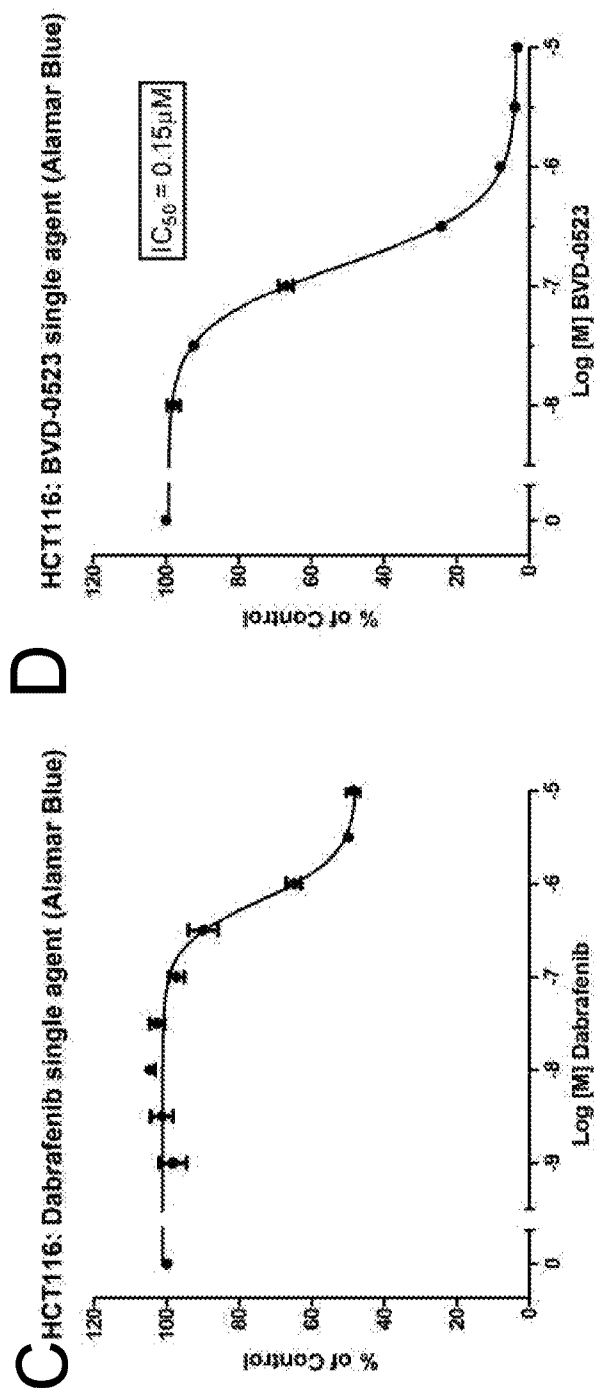 C
HCT116: Dabrafenib single agent (Alamar Blue)
120
100
80
60
40
20
0
% of Control
0
-9
-8
-7
-6
-5
Log [M] Dabrafenib
D
HCT116: BVD-0523 single agent (Alamar Blue)
IC50 = 0.15µM
120
100
80
60
40
20
0
% of Control
0
-8
-7
-6
-5
Log [M] BVD-0523